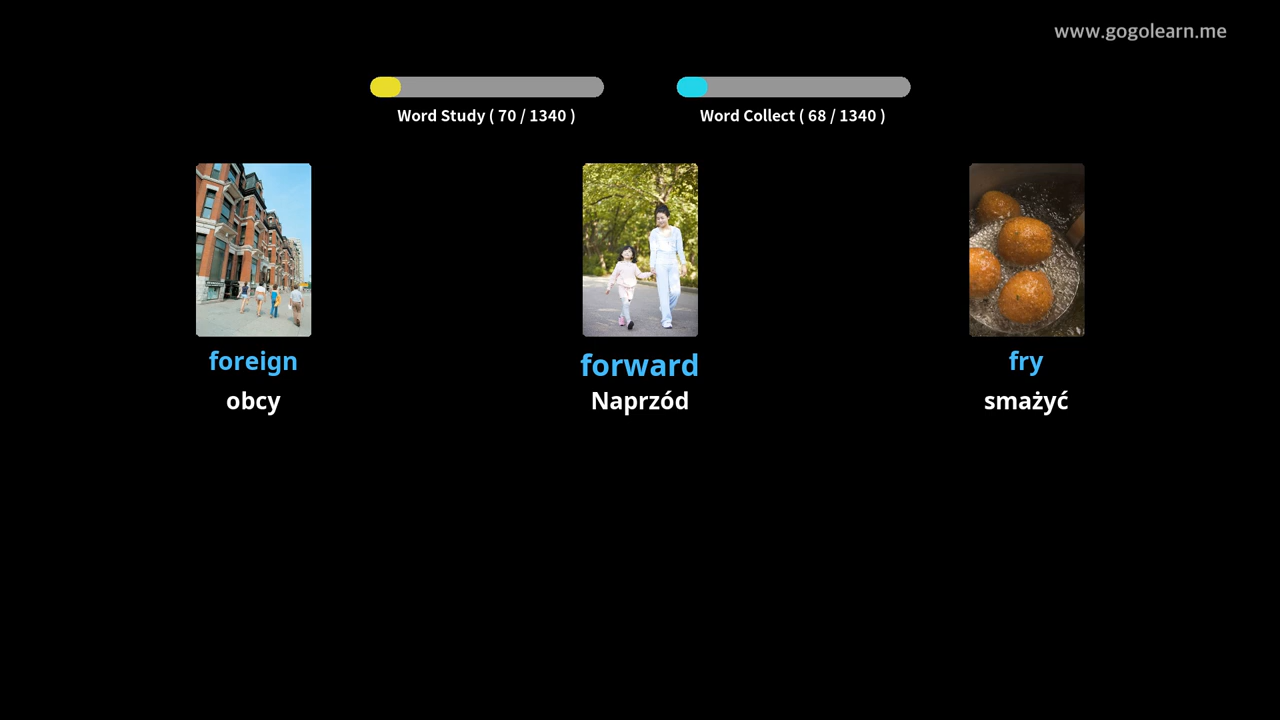 www.gogolearn.me
Word Study ( 70 / 1340 )
Word Collect ( 68 / 1340 )
foreign
forward
fry
obcy
Naprzód
smażyć